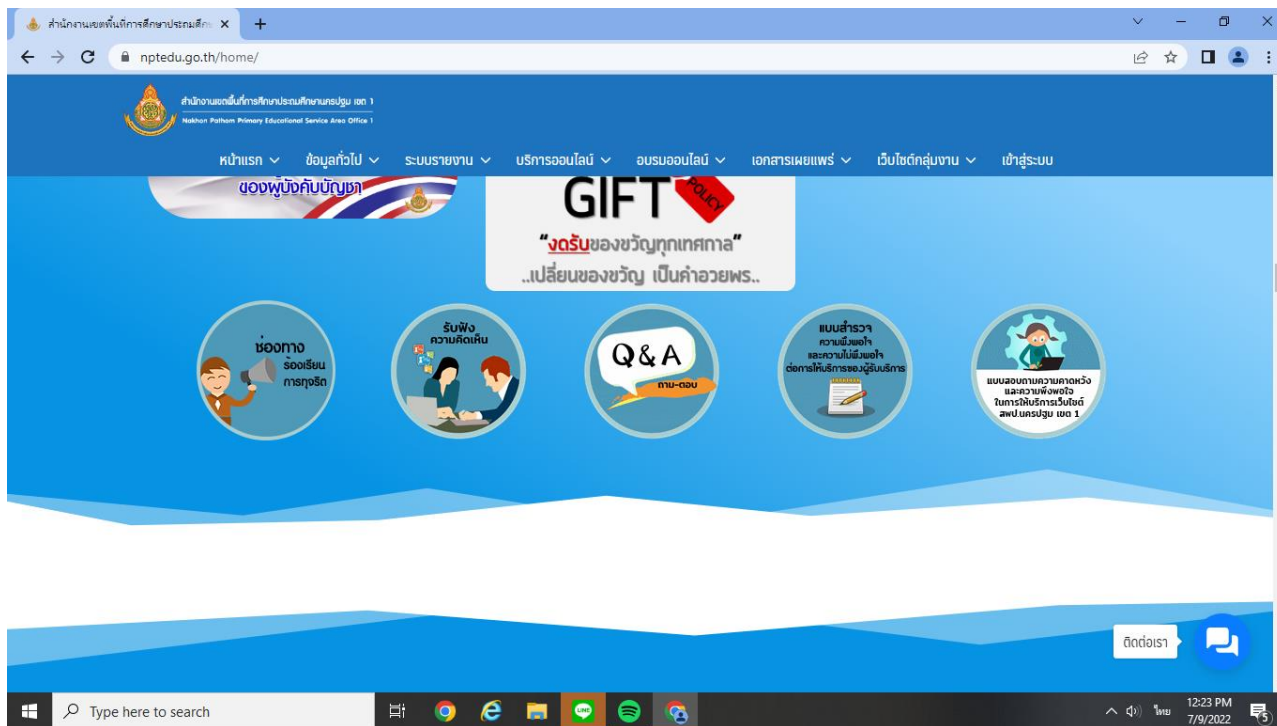 สำนักงานเขตพื้นที่การศึกษาประถมศึก
nptedu.go.th/home/
สำนักงานเขตพื้นที่การศึกษาประถมศึกษานครปฐม เขต 1
Nakhon Pathom Primary Educational Service Area Office 1
หน้าแรก ข้อมูลทั่วไป ระบบรายงาน บริการออนไลน์ อบรมออนไลน์ เอกสารเผยแพร่ เว็บไซต์กลุ่มงาน เข้าสู่ระบบ
ของผู้บังคับบัญชา
GIFT
POLICY
“งดรับของขวัญทุกเทศกาล”
..เปลี่ยนของขวัญ เป็นคำอวยพร..
ช่องทาง
ร้องเรียน
การทุจริต
รับฟัง
ความคิดเห็น
Q & A
ถาม-ตอบ
แบบสำรวจ
ความพึงพอใจ
และความไม่พึงพอใจ
ต่อการให้บริการของผู้รับบริการ
แบบสอบถามความคาดหวัง
และความพึงพอใจ
ในการให้บริการเว็บไซต์
สพป.นครปฐม เขต 1
ติดต่อเรา
Type here to search
LINE
ไทย
12:23 PM
7/9/2022
5